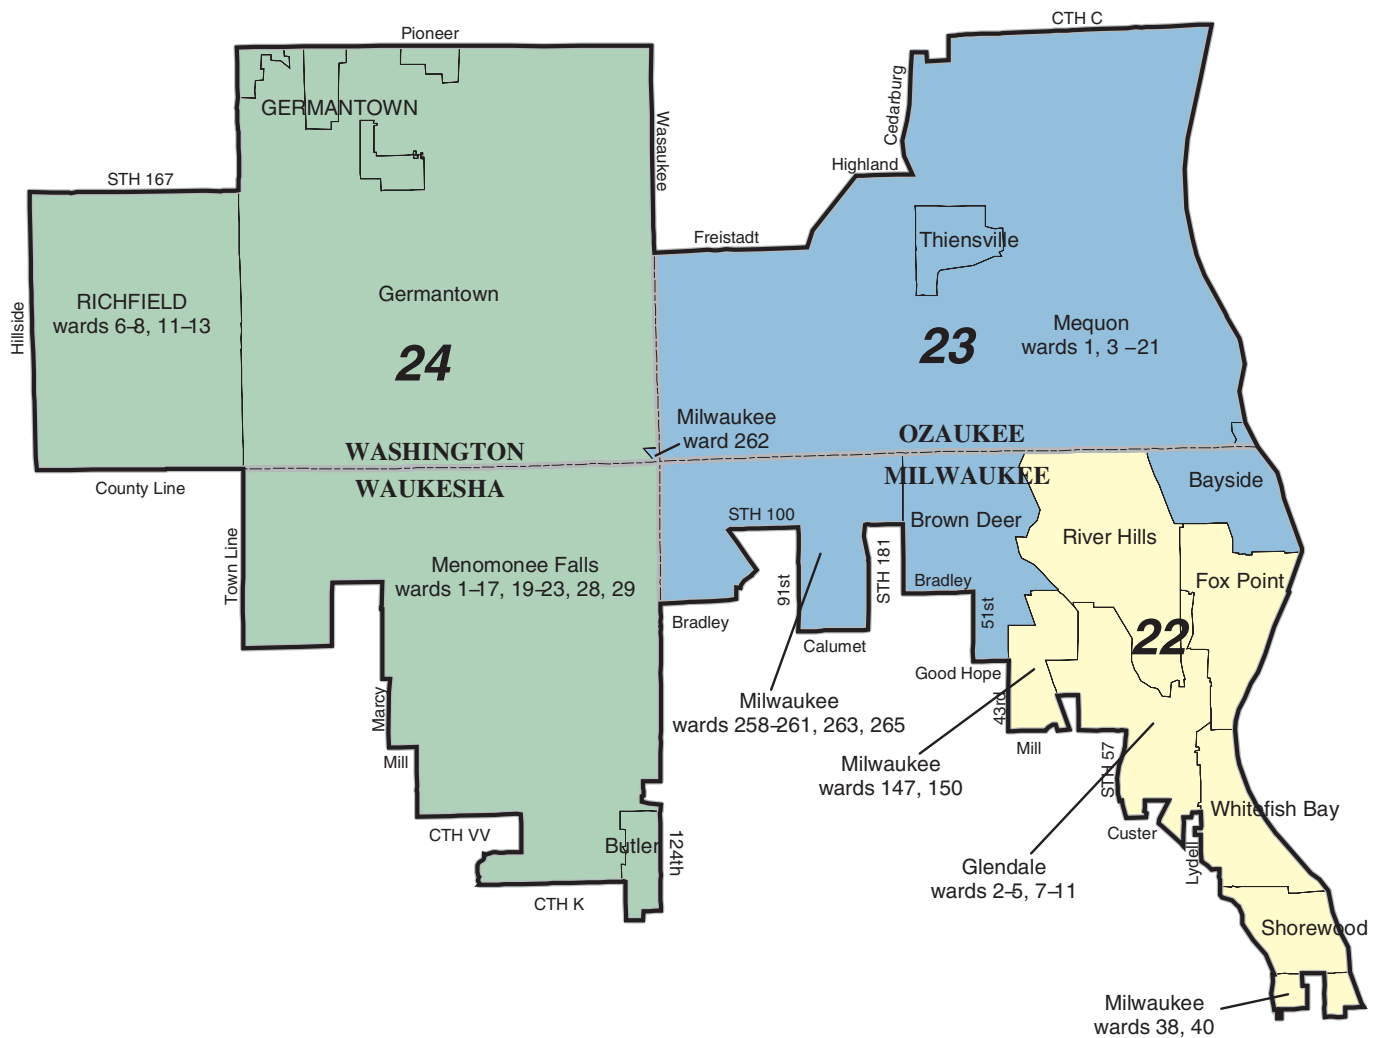 CTH C
Pioneer
Cedarburg
GERMANTOWN
Wasaukee
Highland
STH 167
Freistadt
Thiensville
Germantown
RICHFIELD
wards 6–8, 11–13
Hillside
Mequon
wards 1, 3 –21
23
24
Milwaukee
ward 262
OZAUKEE
WASHINGTON
MILWAUKEE
WAUKESHA
County Line
Bayside
STH 100
Brown Deer
River Hills
Town Line
Menomonee Falls
wards 1–17, 19–23, 28, 29
91st
STH 181
Bradley
Fox Point
51st
Bradley
22
Calumet
Good Hope
43rd
Marcy
Milwaukee
wards 258–261, 263, 265
Mill
Mill
Milwaukee
wards 147, 150
STH 57
Whitefish Bay
CTH VV
Custer
Butler
124th
Lydell
Glendale
wards 2–5, 7–11
CTH K
Shorewood
Milwaukee
wards 38, 40